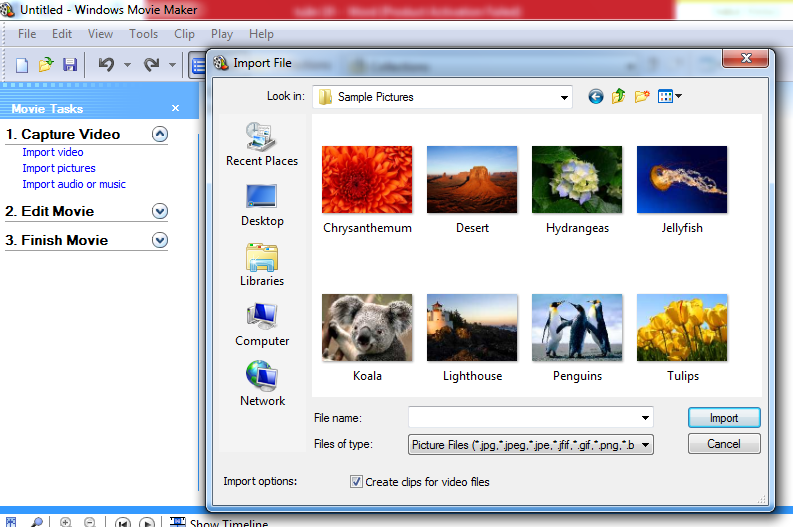 Untitled - Windows Movie Maker
File Edit View Tools Clip Play Help
Import File
Collections
Movie Tasks
Look in: Sample Pictures
1. Capture Video
Import video
Import pictures
Import audio or music
2. Edit Movie
3. Finish Movie
Recent Places
Desktop
Libraries
Computer
Network
Chrysanthemum Desert Hydrangeas Jellyfish
Koala Lighthouse Penguins Tulips
File name: Import
Files of type: Picture Files (*.jpg,*.jpeg,*.jpe,*.jfif,*.gif,*.png,*.b Cancel
Import options: Create clips for video files
Show Timeline